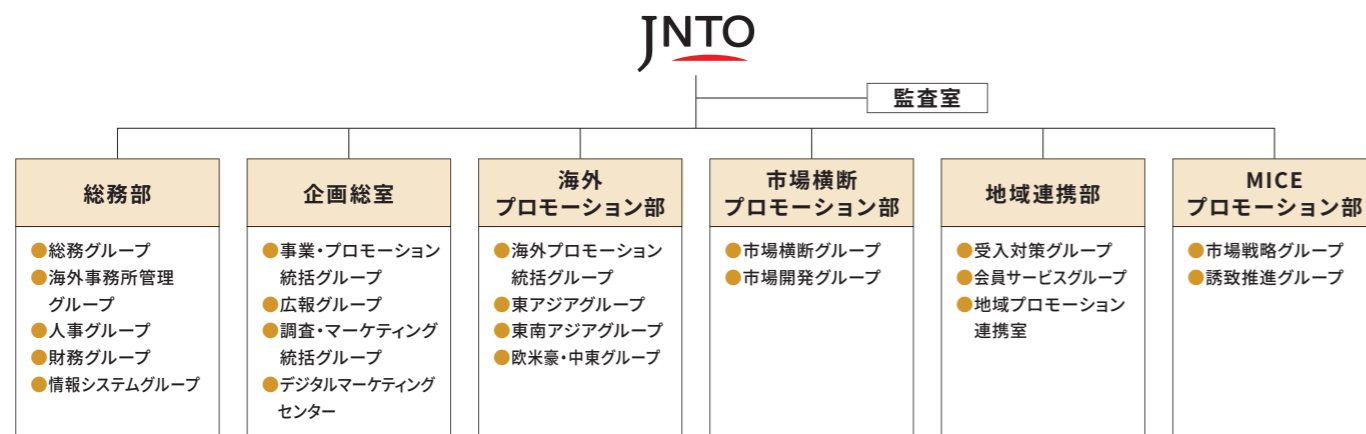 JNTO
監査室
総務部
●総務グループ
●海外事務所管理
グループ
●人事グループ
●財務グループ
●情報システムグループ
企画総室
●事業・プロモーション
統括グループ
●広報グループ
●調査・マーケティング
統括グループ
●デジタルマーケティング
センター
海外
プロモーション部
●海外プロモーション
統括グループ
●東アジアグループ
●東南アジアグループ
●欧米豪・中東グループ
市場横断
プロモーション部
●市場横断グループ
●市場開発グループ
地域連携部
●受入対策グループ
●会員サービスグループ
●地域プロモーション
連携室
MICE
プロモーション部
●市場戦略グループ
●誘致推進グループ